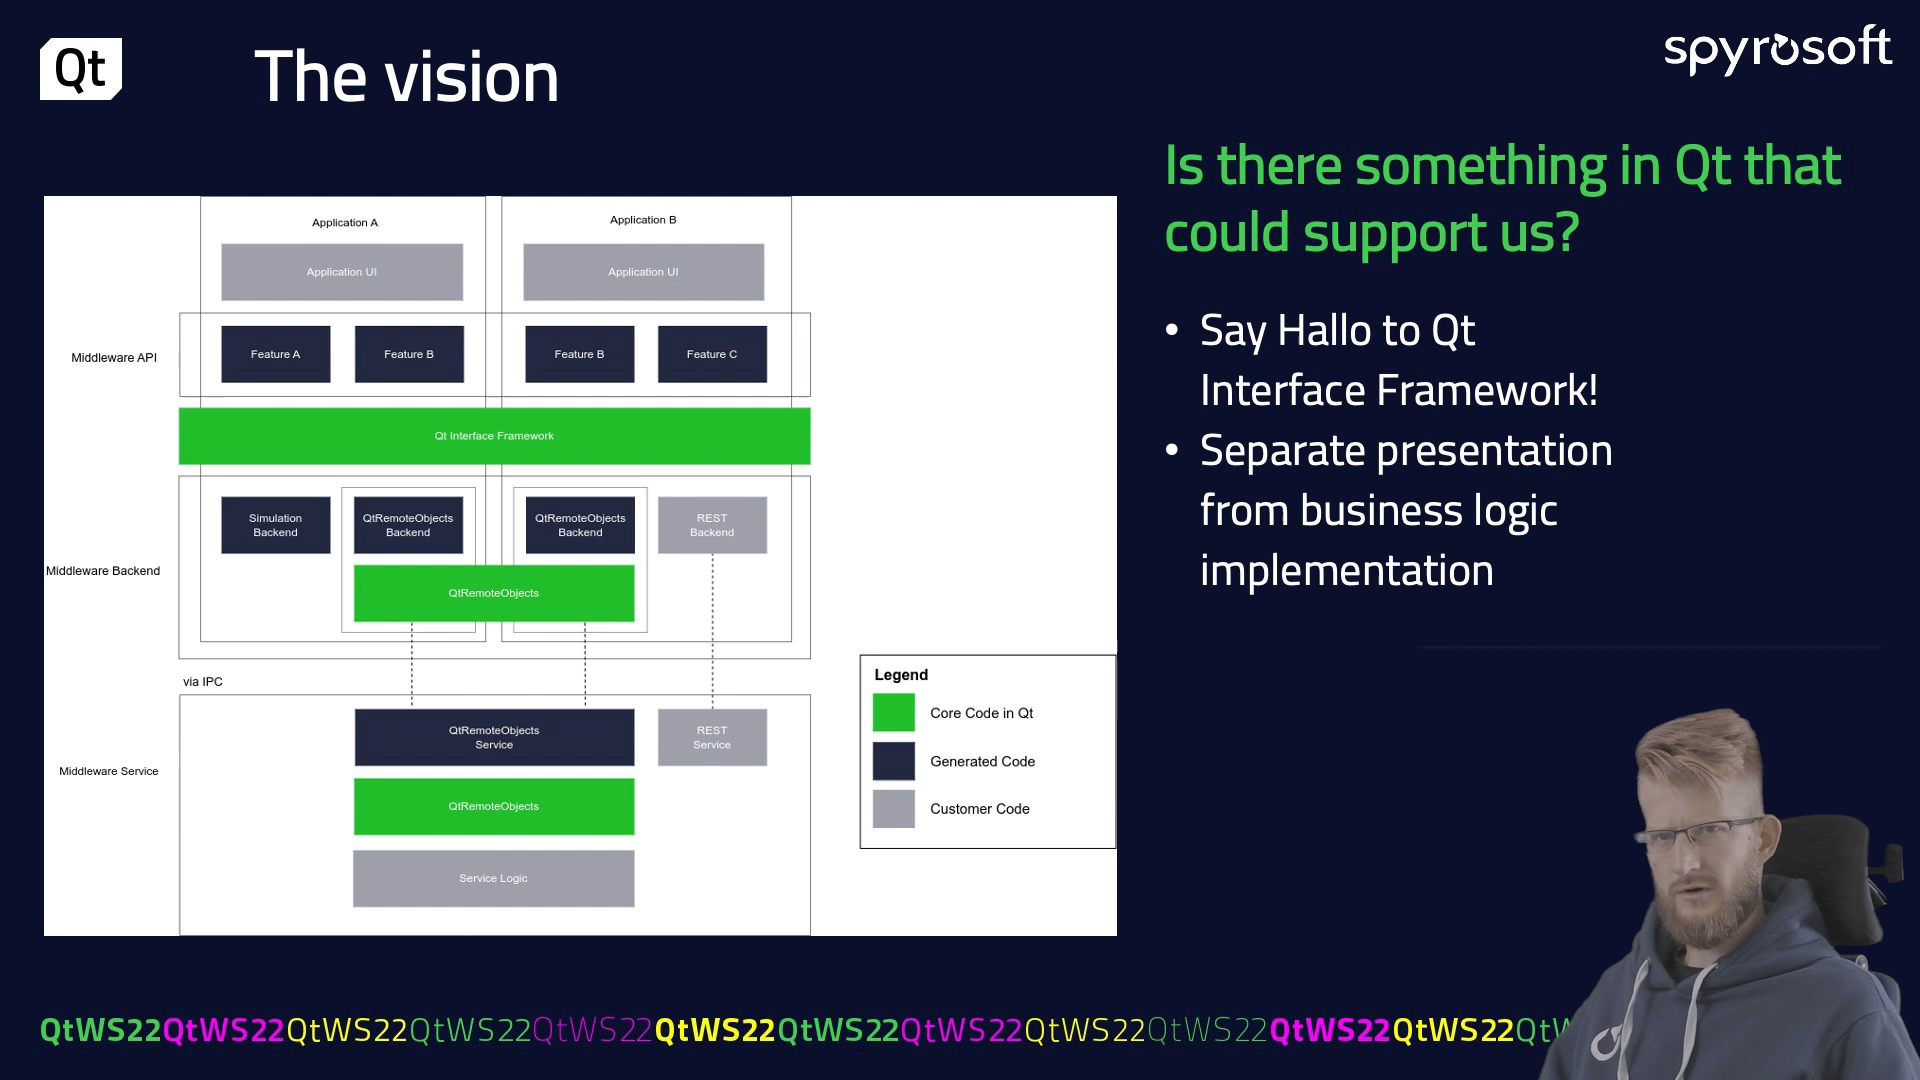 Qt
The vision
spyrosoft
Is there something in Qt that
could support us?
• Say Hallo to Qt
Interface Framework!
• Separate presentation
from business logic
implementation
Application A
Application B
Application UI
Application UI
Middleware API
Feature A
Feature B
Feature B
Feature C
Qt Interface Framework
Simulation
Backend
QtRemoteObjects
Backend
QtRemoteObjects
Backend
REST
Backend
Middleware Backend
QtRemoteObjects
via IPC
QtRemoteObjects
Service
REST
Service
Middleware Service
QtRemoteObjects
Service Logic
Legend
Core Code in Qt
Generated Code
Customer Code
QtWS22QtWS22QtWS22QtWS22QtWS22QtWS22QtWS22QtWS22QtWS22QtWS22QtWS22QtWS22QtW